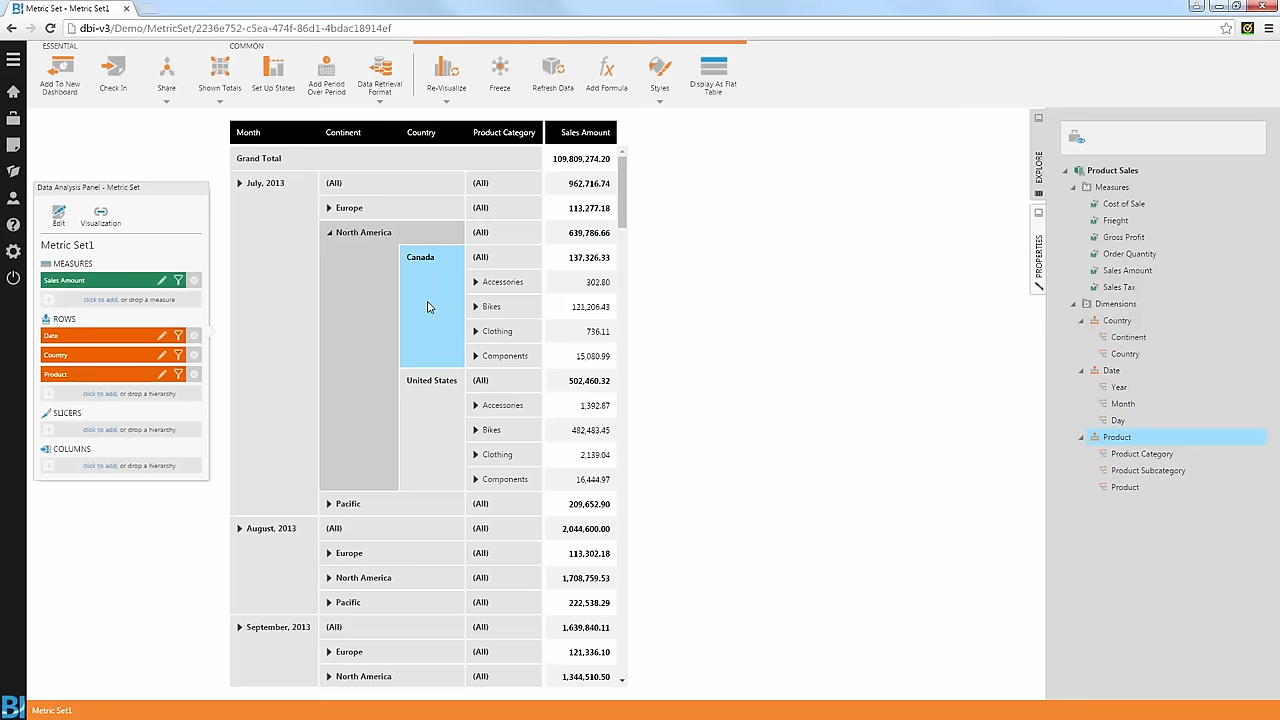 Metric Set • Metric Set1
dbi-v3/Demo/MetricSet/2236e752-c5ea-474f-86d1-4bdac18914ef
ESSENTIAL
COMMON
Add To New Dashboard
Check In
Share
Shown Totals
Set Up States
Add Period Over Period
Data Retrieval Format
Re-Visualize
Freeze
Refresh Data
Add Formula
Styles
Display As Flat Table
Data Analysis Panel - Metric Set
Edit
Visualization
Metric Set1
MEASURES
Sales Amount
click to add, or drop a measure
ROWS
Date
Country
Product
click to add, or drop a hierarchy
SLICERS
click to add, or drop a hierarchy
COLUMNS
click to add, or drop a hierarchy
Month Continent Country Product Category Sales Amount
Grand Total 109,809,274.20
July, 2013 (All) (All) 962,716.74
Europe (All) 113,277.18
North America (All) 639,786.66
Canada (All) 137,326.33
Accessories 302.80
Bikes 121,206.43
Clothing 736.11
Components 15,080.99
United States (All) 502,460.32
Accessories 1,392.87
Bikes 482,483.45
Clothing 2,139.04
Components 16,444.97
Pacific (All) 209,652.90
August, 2013 (All) (All) 2,044,600.00
Europe (All) 113,302.18
North America (All) 1,708,759.53
Pacific (All) 222,538.29
September, 2013 (All) (All) 1,639,840.11
Europe (All) 121,336.10
North America (All) 1,344,510.50
EXPLORE
PROPERTIES
Product Sales
Measures
Cost of Sale
Frieght
Gross Profit
Order Quantity
Sales Amount
Sales Tax
Dimensions
Country
Continent
Country
Date
Year
Month
Day
Product
Product Category
Product Subcategory
Product
BI
Metric Set1